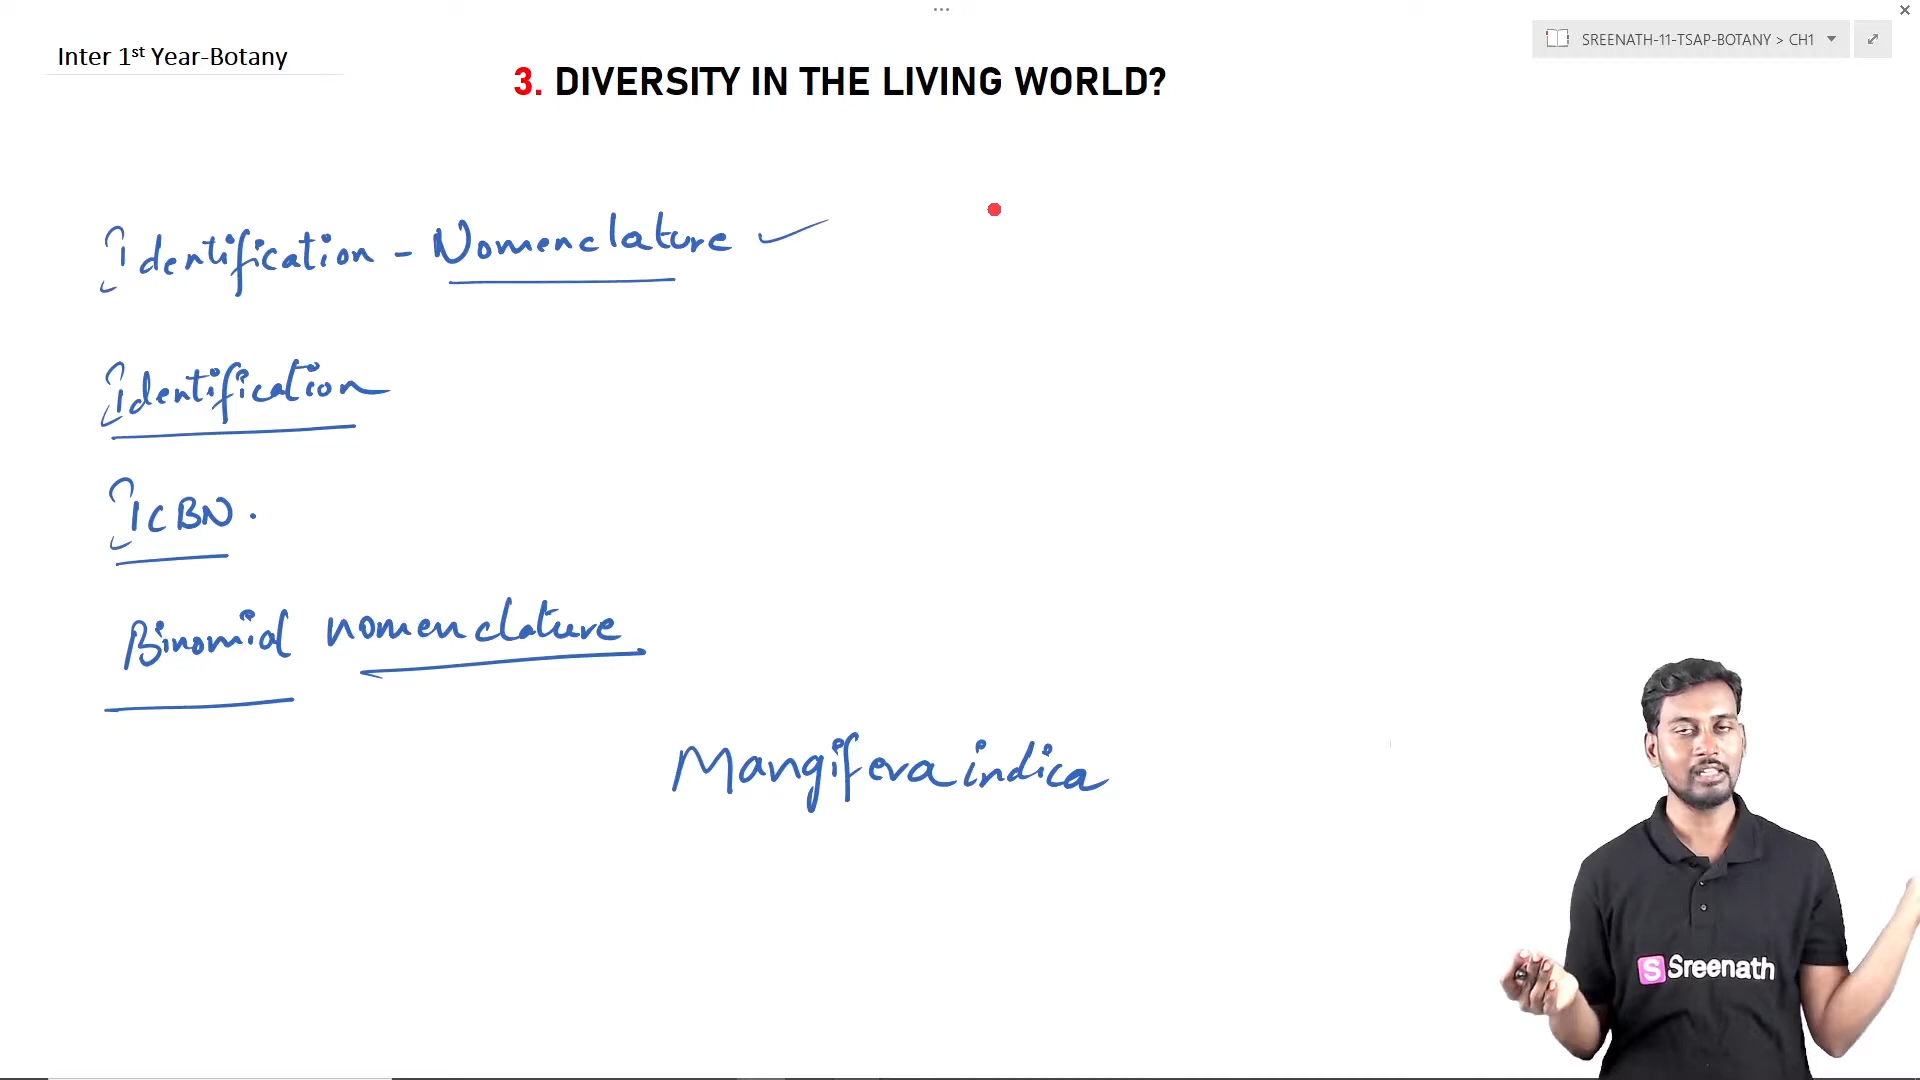 Inter 1st Year-Botany
SREENATH-11-TSAP-BOTANY > CH1
3. DIVERSITY IN THE LIVING WORLD?
Identification - Nomenclature
Identification
ICBN.
Binomial nomenclature
Mangifera indica
S Sreenath